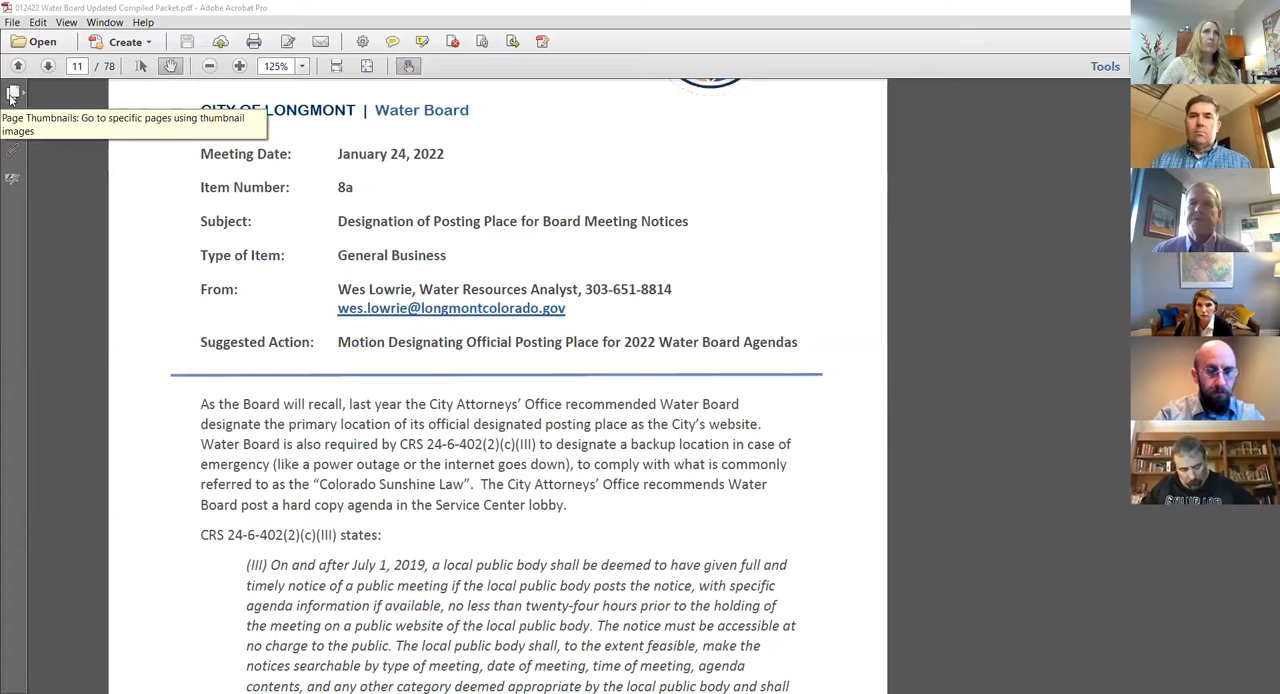 012422 Water Board Updated Compiled Packet.pdf - Adobe Acrobat Pro
File Edit View Window Help
Open Create
11 / 78 125% Tools
Page Thumbnails: Go to specific pages using thumbnail
images
CITY OF LONGMONT | Water Board
Meeting Date: January 24, 2022
Item Number: 8a
Subject: Designation of Posting Place for Board Meeting Notices
Type of Item: General Business
From: Wes Lowrie, Water Resources Analyst, 303-651-8814
wes.lowrie@longmontcolorado.gov
Suggested Action: Motion Designating Official Posting Place for 2022 Water Board Agendas
As the Board will recall, last year the City Attorneys’ Office recommended Water Board
designate the primary location of its official designated posting place as the City’s website.
Water Board is also required by CRS 24-6-402(2)(c)(III) to designate a backup location in case of
emergency (like a power outage or the internet goes down), to comply with what is commonly
referred to as the “Colorado Sunshine Law”.  The City Attorneys’ Office recommends Water
Board post a hard copy agenda in the Service Center lobby.
CRS 24-6-402(2)(c)(III) states:
(III) On and after July 1, 2019, a local public body shall be deemed to have given full and
timely notice of a public meeting if the local public body posts the notice, with specific
agenda information if available, no less than twenty-four hours prior to the holding of
the meeting on a public website of the local public body. The notice must be accessible at
no charge to the public. The local public body shall, to the extent feasible, make the
notices searchable by type of meeting, date of meeting, time of meeting, agenda
contents, and any other category deemed appropriate by the local public body and shall